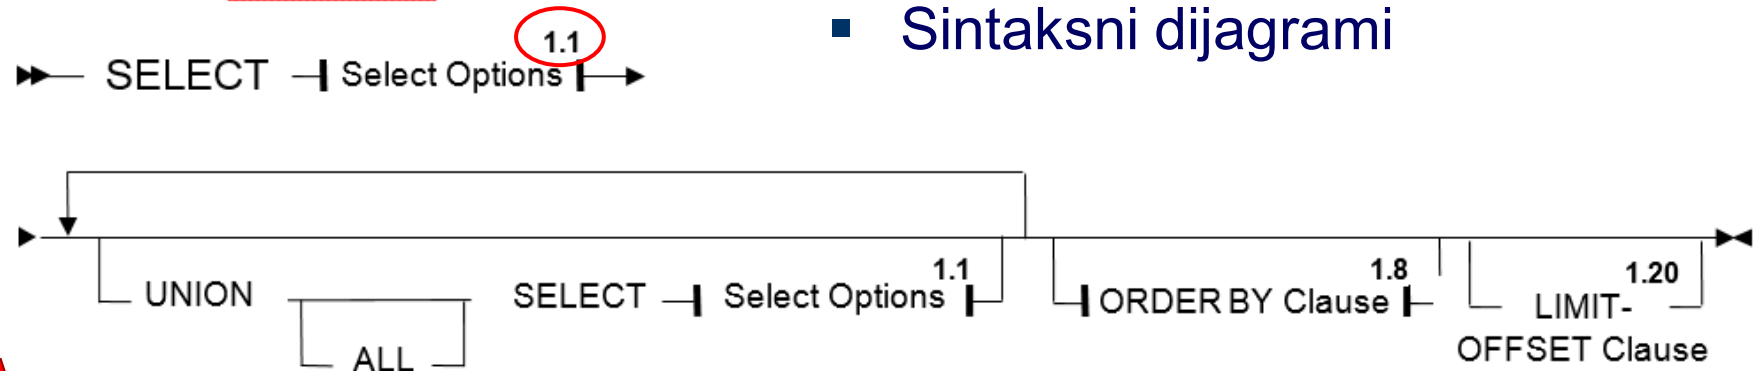 Sintaksni dijagrami
1.1
SELECT Select Options
1.1 1.8 1.20
UNION SELECT Select Options ORDER BY Clause LIMIT-
OFFSET Clause
ALL